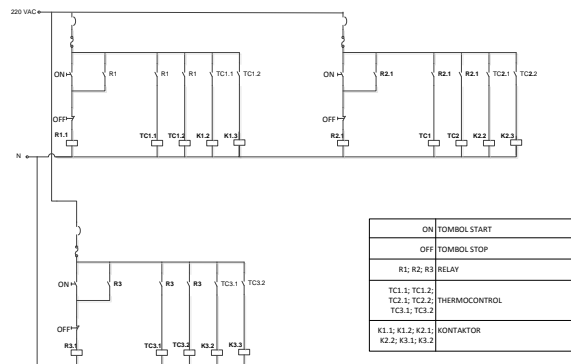 220 VAC
ON R1 R1 R1 TC1.1 TC1.2
ON R2.1 R2.1 R2.1 TC2.1 TC2.2
OFF
OFF
R1.1 TC1.1 TC1.2 K1.2 K1.3
R2.1 TC1 TC2 K2.2 K2.3
N
ON R3 R3 R3 TC3.1 TC3.2
OFF
R3.1 TC3.1 TC3.2 K3.2 K3.3
ON TOMBOL START
OFF TOMBOL STOP
R1; R2; R3 RELAY
TC1.1; TC1.2;
TC2.1; TC2.2; THERMOCONTROL
TC3.1; TC3.2
K1.1; K1.2; K2.1; KONTAKTOR
K2.2; K3.1; K3.2